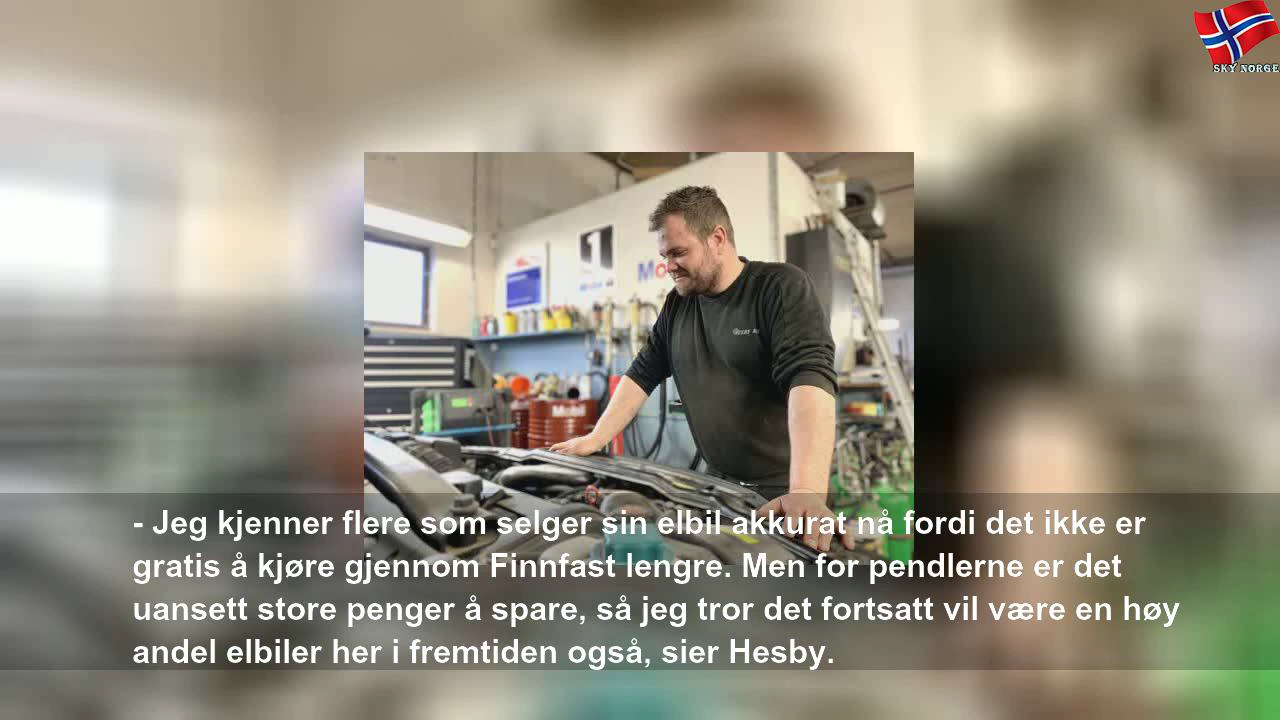 SKY NORGE
1
Mobil
- Jeg kjenner flere som selger sin elbil akkurat nå fordi det ikke er
gratis å kjøre gjennom Finnfast lengre. Men for pendlerne er det
uansett store penger å spare, så jeg tror det fortsatt vil være en høy
andel elbiler her i fremtiden også, sier Hesby.